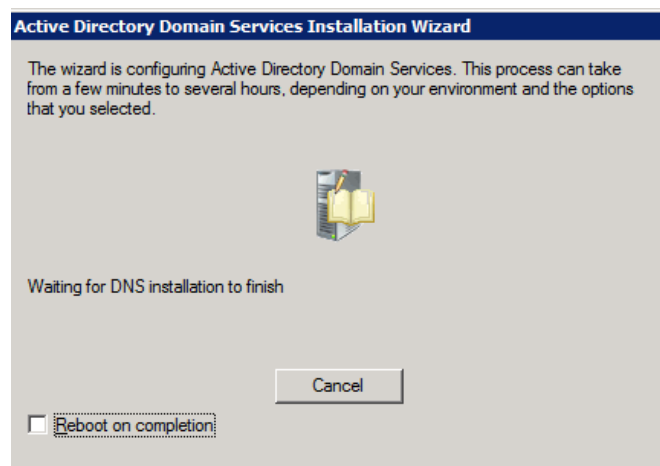 Active Directory Domain Services Installation Wizard
The wizard is configuring Active Directory Domain Services. This process can take
from a few minutes to several hours, depending on your environment and the options
that you selected.
Waiting for DNS installation to finish
Cancel
Reboot on completion